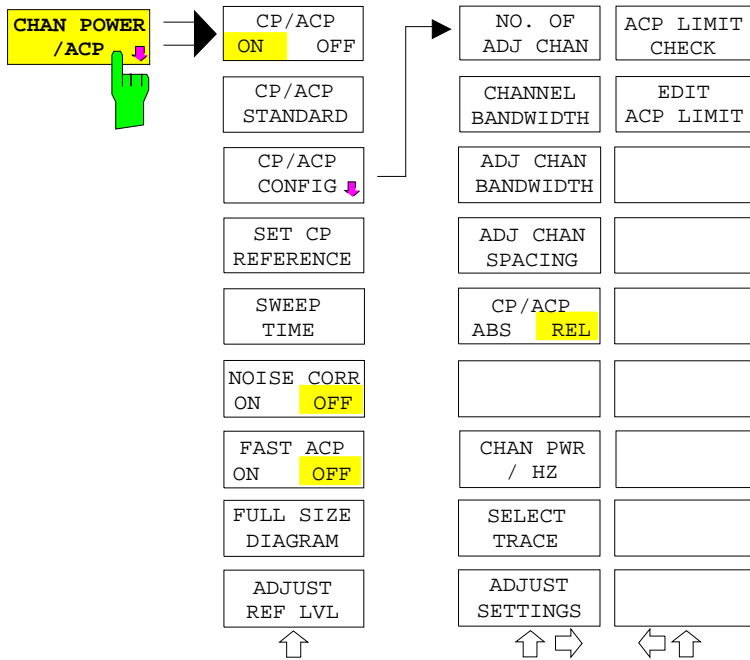 CHAN POWER
/ACP
CP/ACP
ON OFF
CP/ACP
STANDARD
CP/ACP
CONFIG
SET CP
REFERENCE
SWEEP
TIME
NOISE CORR
ON OFF
FAST ACP
ON OFF
FULL SIZE
DIAGRAM
ADJUST
REF LVL
NO. OF
ADJ CHAN
CHANNEL
BANDWIDTH
ADJ CHAN
BANDWIDTH
ADJ CHAN
SPACING
CP/ACP
ABS REL
CHAN PWR
/ HZ
SELECT
TRACE
ADJUST
SETTINGS
ACP LIMIT
CHECK
EDIT
ACP LIMIT